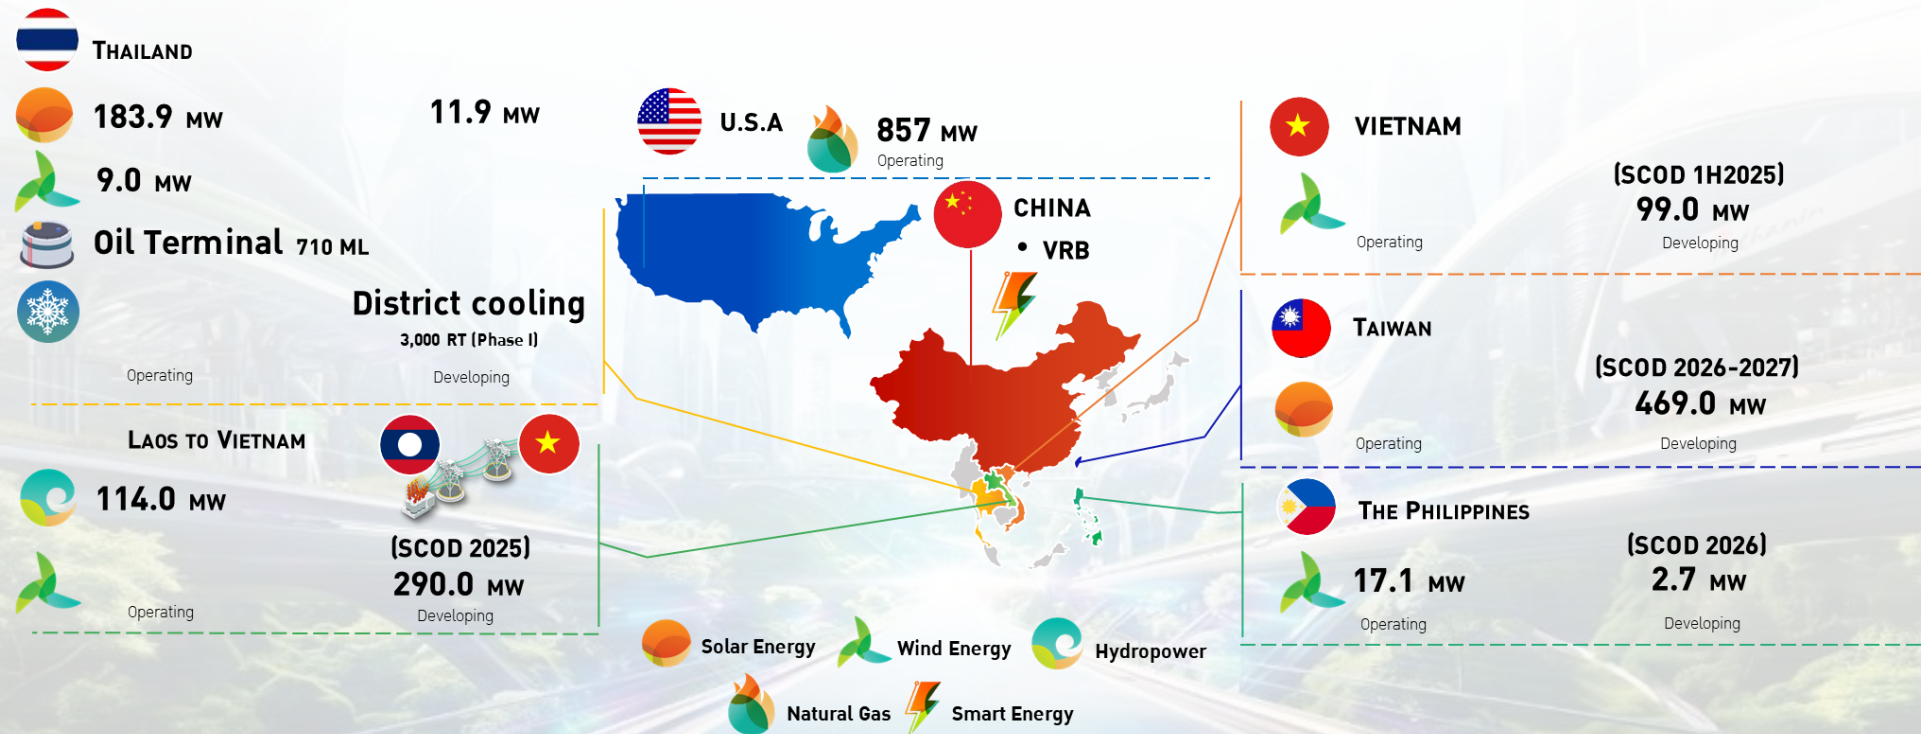 THAILAND
183.9 MW
11.9 MW
9.0 MW
Oil Terminal 710 ML
District cooling
3,000 RT (Phase I)
Operating
Developing
LAOS TO VIETNAM
114.0 MW
(SCOD 2025)
290.0 MW
Operating
Developing
U.S.A
857 MW
Operating
CHINA
• VRB
VIETNAM
(SCOD 1H2025)
99.0 MW
Operating
Developing
TAIWAN
(SCOD 2026-2027)
469.0 MW
Operating
Developing
THE PHILIPPINES
(SCOD 2026)
17.1 MW
2.7 MW
Operating
Developing
Solar Energy
Wind Energy
Hydropower
Natural Gas
Smart Energy